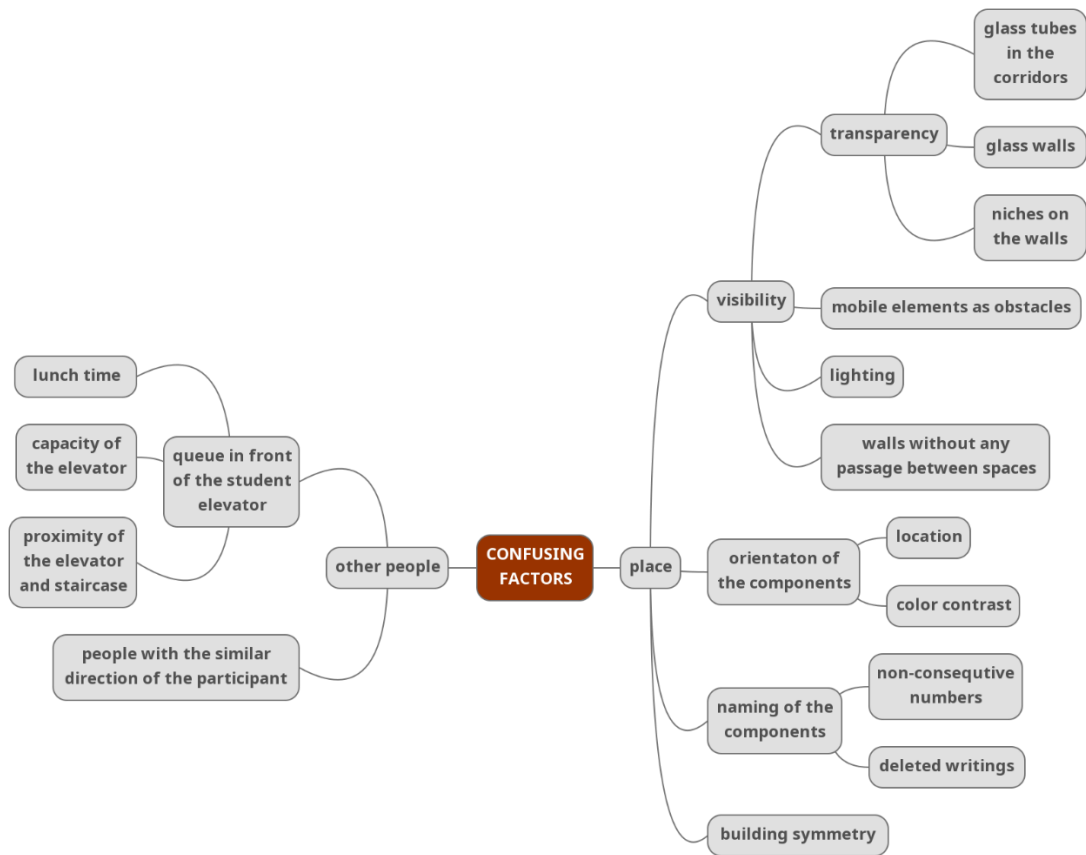 CONFUSING
FACTORS
other people
queue in front
of the student
elevator
lunch time
capacity of
the elevator
proximity of
the elevator
and staircase
people with the similar
direction of the participant
place
visibility
transparency
glass tubes
in the
corridors
glass walls
niches on
the walls
mobile elements as obstacles
lighting
walls without any
passage between spaces
orientaton of
the components
location
color contrast
naming of the
components
non-consequtive
numbers
deleted writings
building symmetry